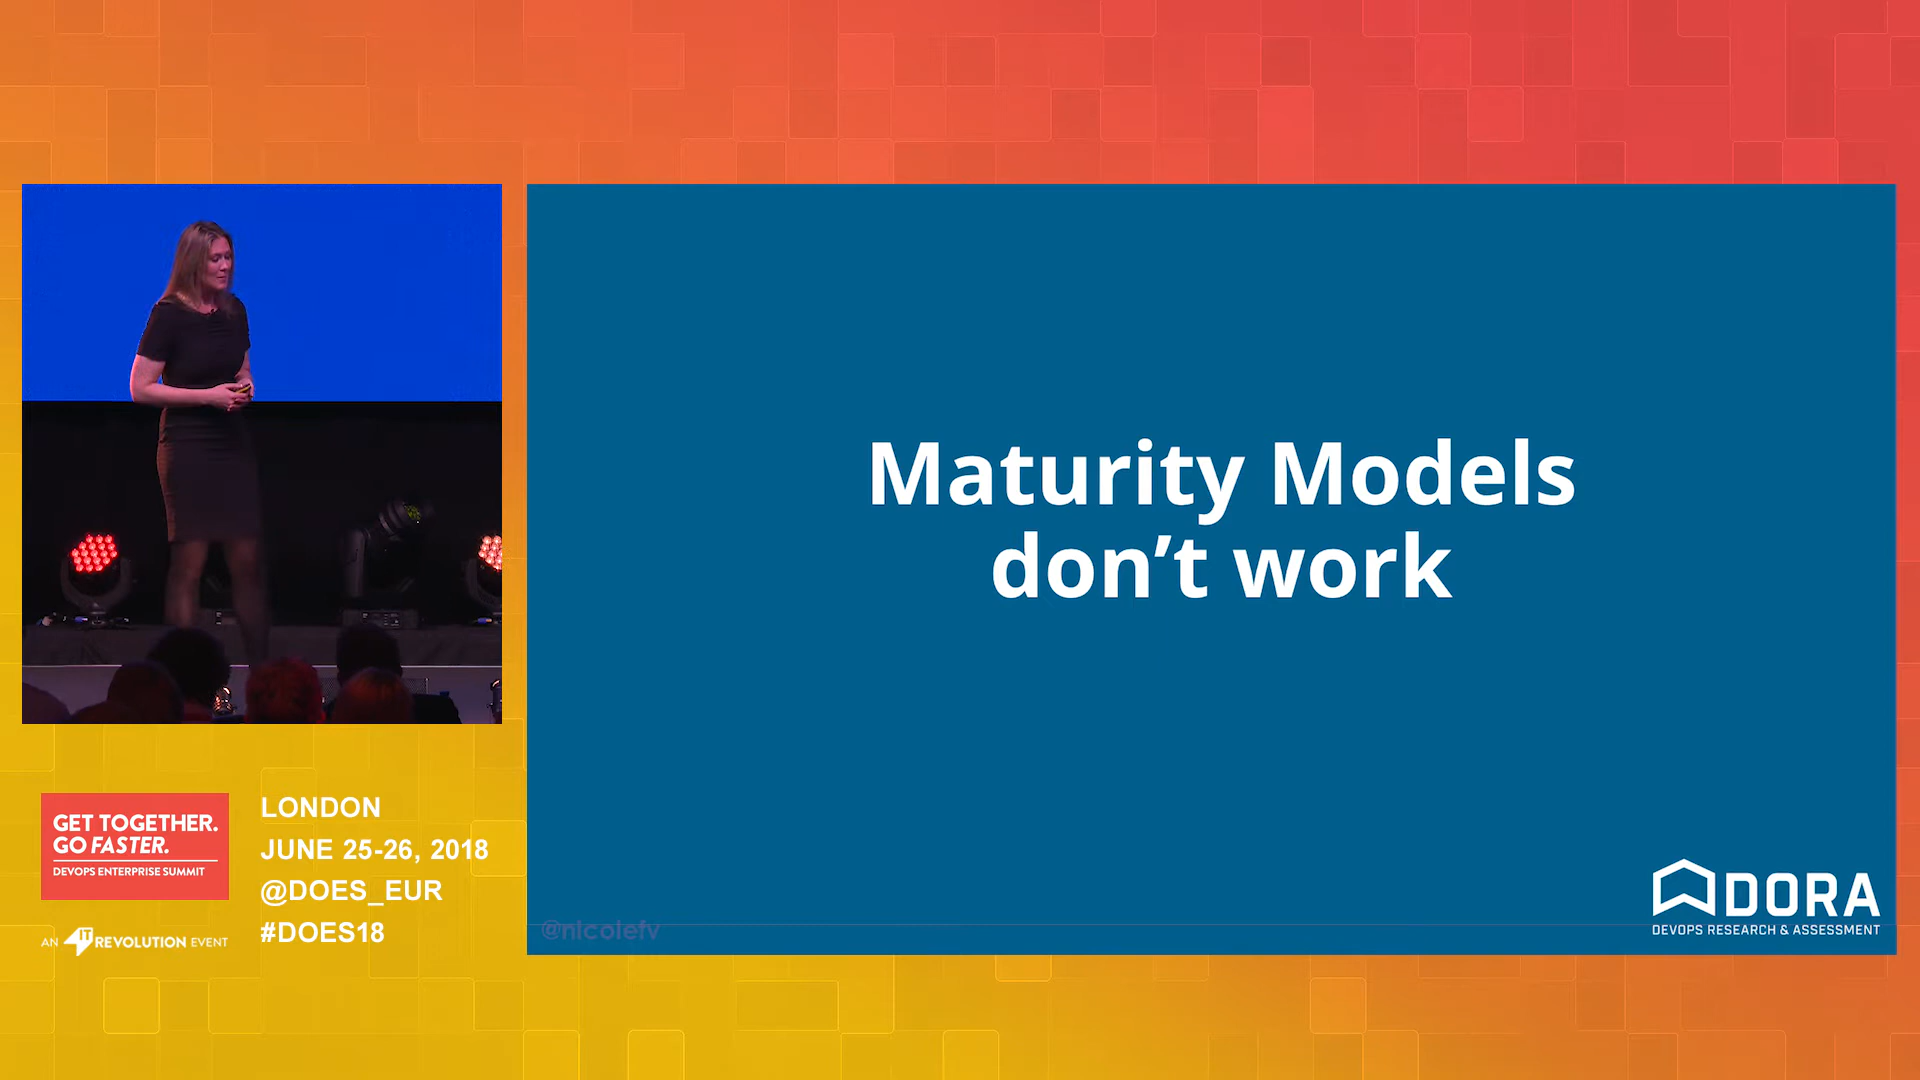 Maturity Models
don’t work
@nicolefv
DORA
DEVOPS RESEARCH & ASSESSMENT
GET TOGETHER.
GO FASTER.
DEVOPS ENTERPRISE SUMMIT
AN IT REVOLUTION EVENT
LONDON
JUNE 25-26, 2018
@DOES_EUR
#DOES18